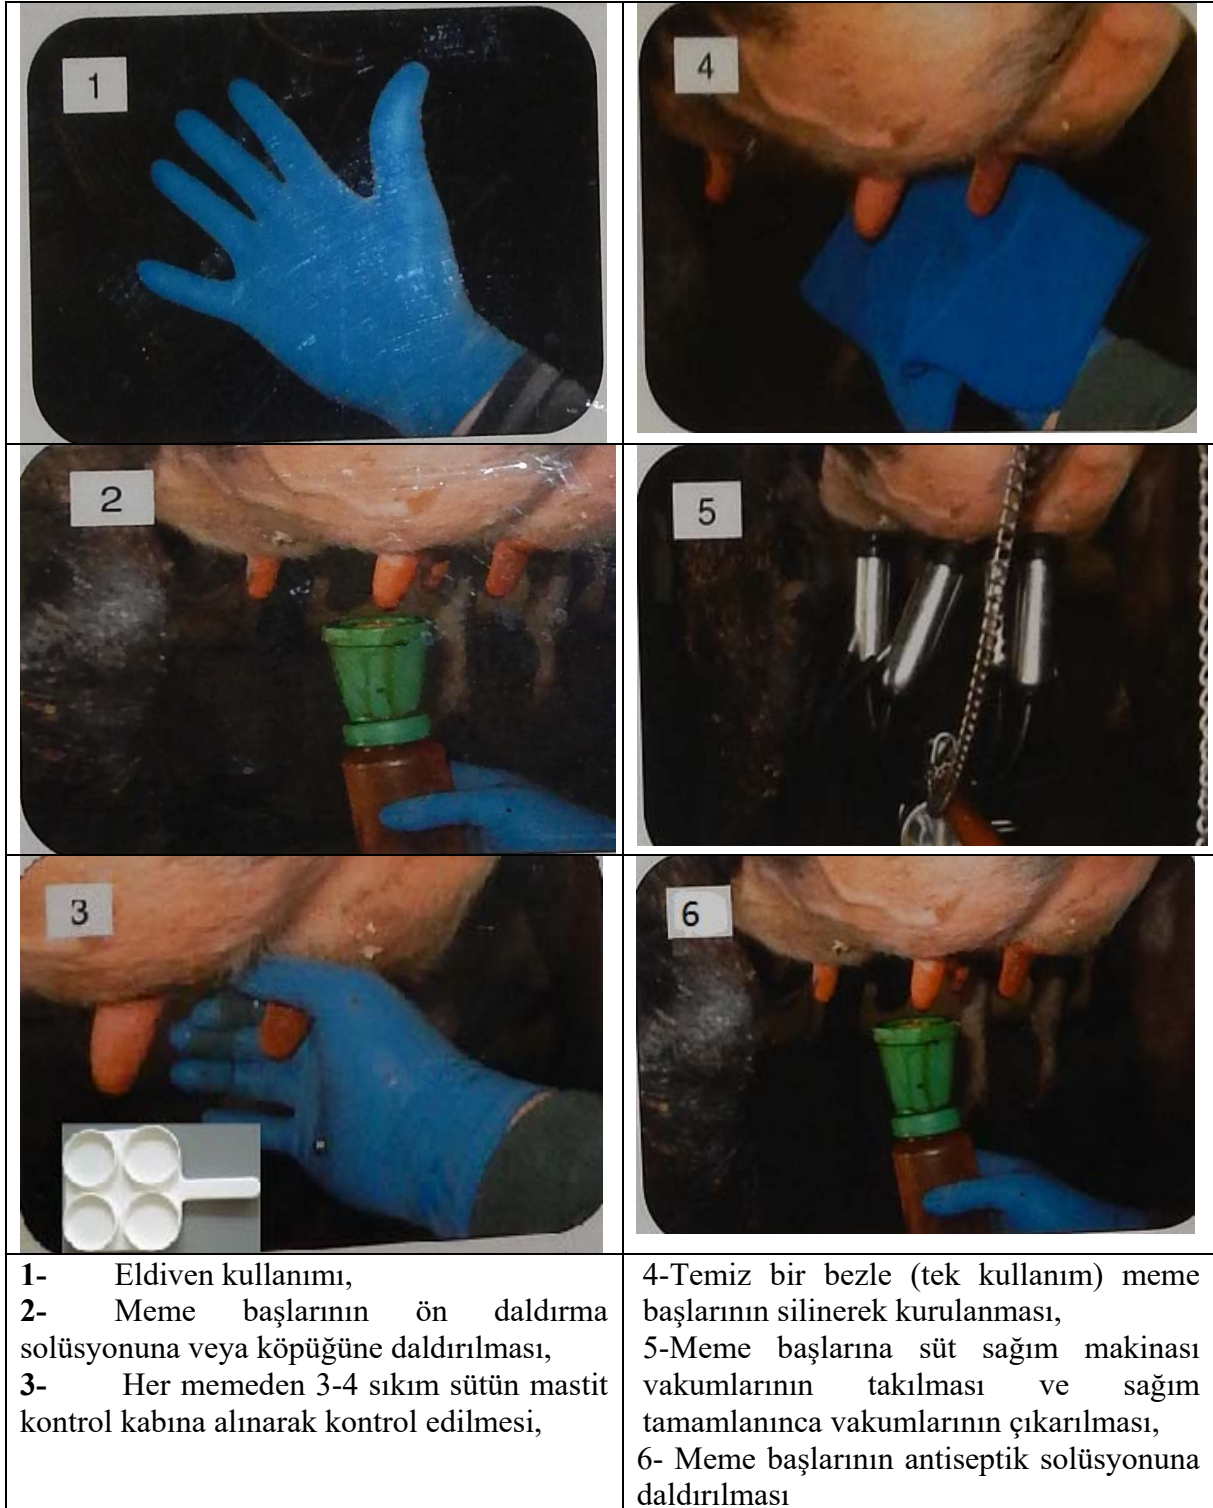 1
4
2
5
3
6
1- Eldiven kullanımı,
2- Meme başlarının ön daldırma
solüsyonuna veya köpüğüne daldırılması,
3- Her memeden 3-4 sıkım sütün mastit
kontrol kabına alınarak kontrol edilmesi,
4-Temiz bir bezle (tek kullanım) meme
başlarının silinerek kurulanması,
5-Meme başlarına süt sağım makinası
vakumlarının takılması ve sağım
tamamlanınca vakumlarının çıkarılması,
6- Meme başlarının antiseptik solüsyonuna
daldırılması